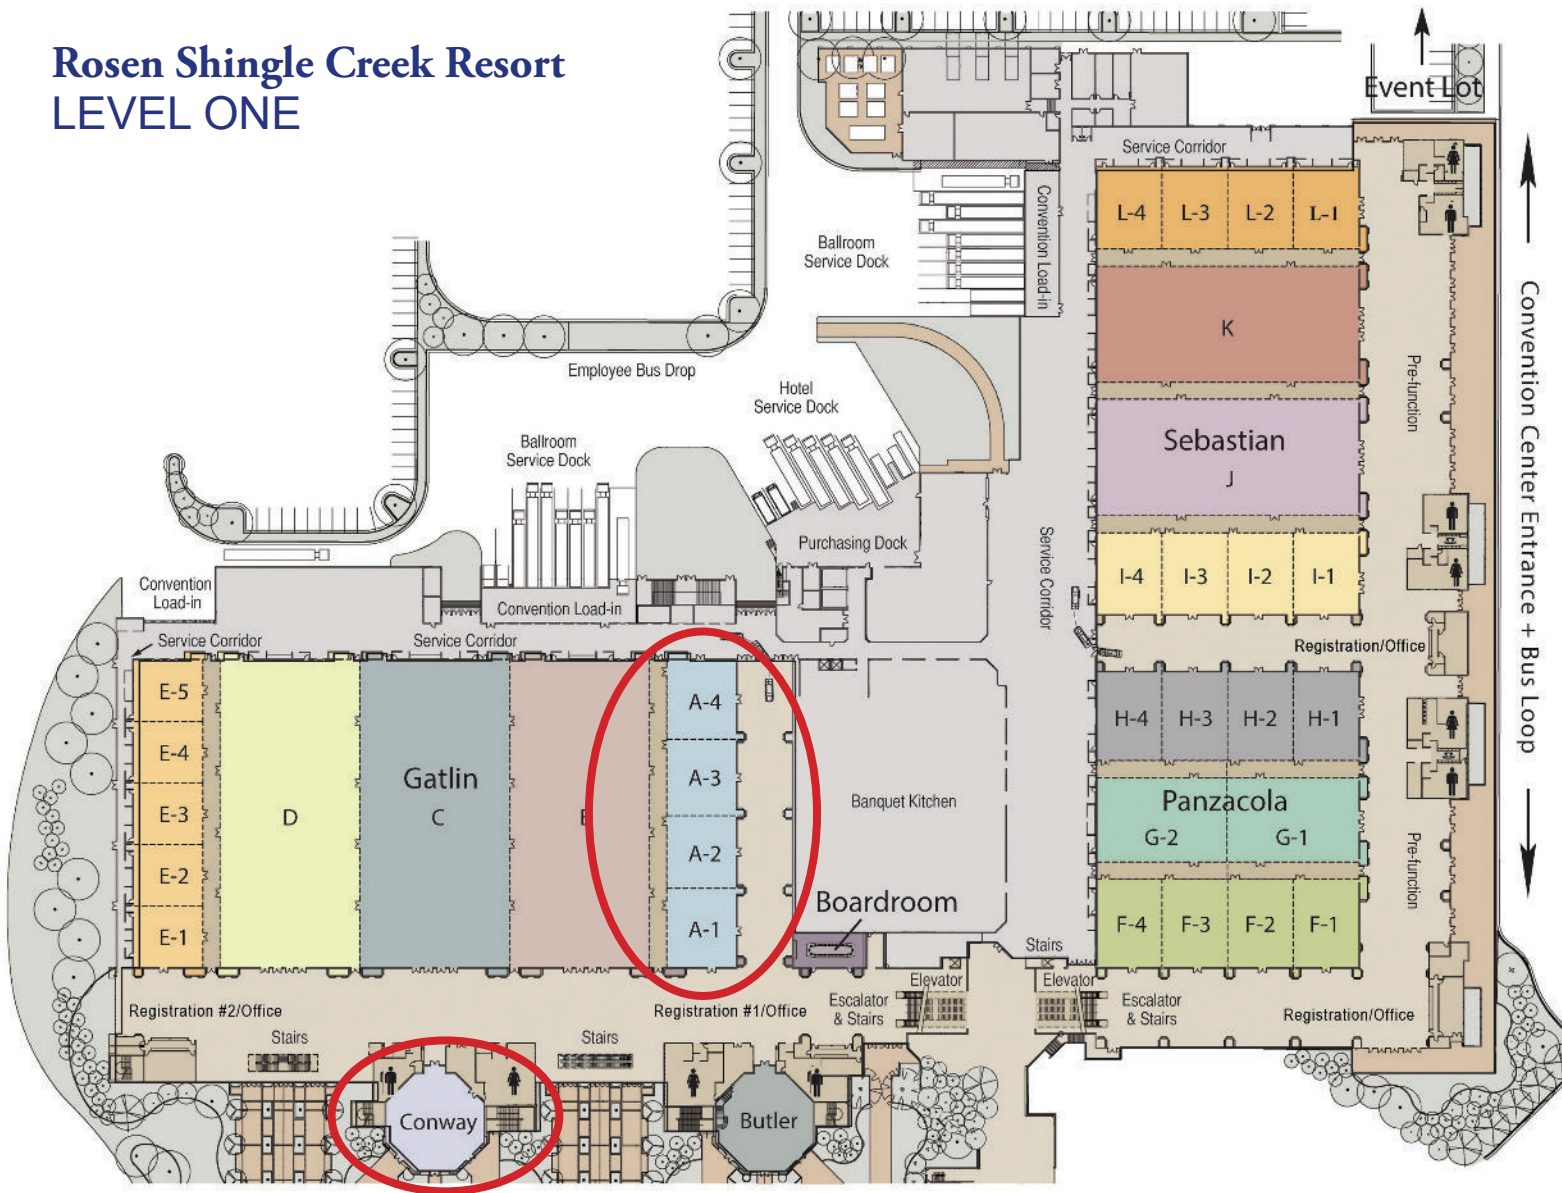 Rosen Shingle Creek Resort
LEVEL ONE
Event Lot
Service Corridor
L-4
L-3
L-2
L-1
Convention Load-in
Ballroom
Service Dock
K
Pre-function
Convention Center Entrance + Bus Loop
Employee Bus Drop
Hotel
Service Dock
Ballroom
Service Dock
Sebastian
J
Purchasing Dock
Service Corridor
I-4
I-3
I-2
I-1
Convention
Load-in
Convention Load-in
Service Corridor
Service Corridor
Registration/Office
E-5
E-4
E-3
E-2
E-1
D
Gatlin
C
A-4
A-3
A-2
A-1
Banquet Kitchen
Boardroom
H-4
H-3
H-2
H-1
Panzacola
G-2
G-1
Pre-function
F-4
F-3
F-2
F-1
Stairs
Elevator
Elevator
Registration #2/Office
Registration #1/Office
Escalator
& Stairs
Escalator
& Stairs
Registration/Office
Stairs
Stairs
Conway
Butler